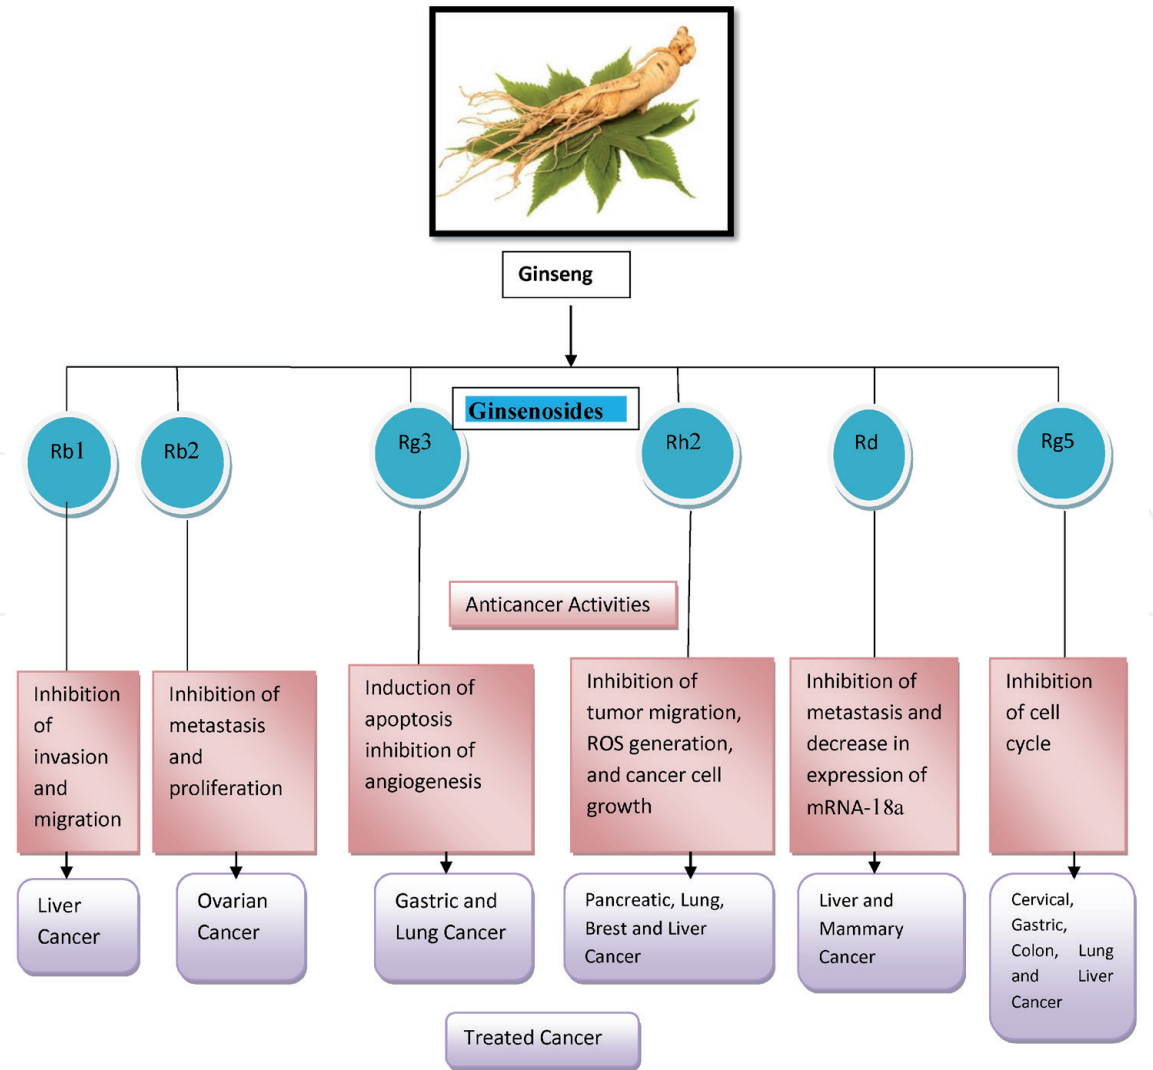 Ginseng
Ginsenosides
Rb1
Rb2
Rg3
Rh2
Rd
Rg5
Anticancer Activities
Inhibition
of
invasion
and
migration
Inhibition of
metastasis
and
proliferation
Induction of
apoptosis
inhibition of
angiogenesis
Inhibition of
tumor migration,
ROS generation,
and cancer cell
growth
Inhibition of
metastasis and
decrease in
expression of
mRNA-18a
Inhibition
of cell
cycle
Liver
Cancer
Ovarian
Cancer
Gastric and
Lung Cancer
Pancreatic, Lung,
Brest and Liver
Cancer
Liver and
Mammary
Cancer
Cervical,
Gastric,
Colon, Lung
and Liver
Cancer
Treated Cancer